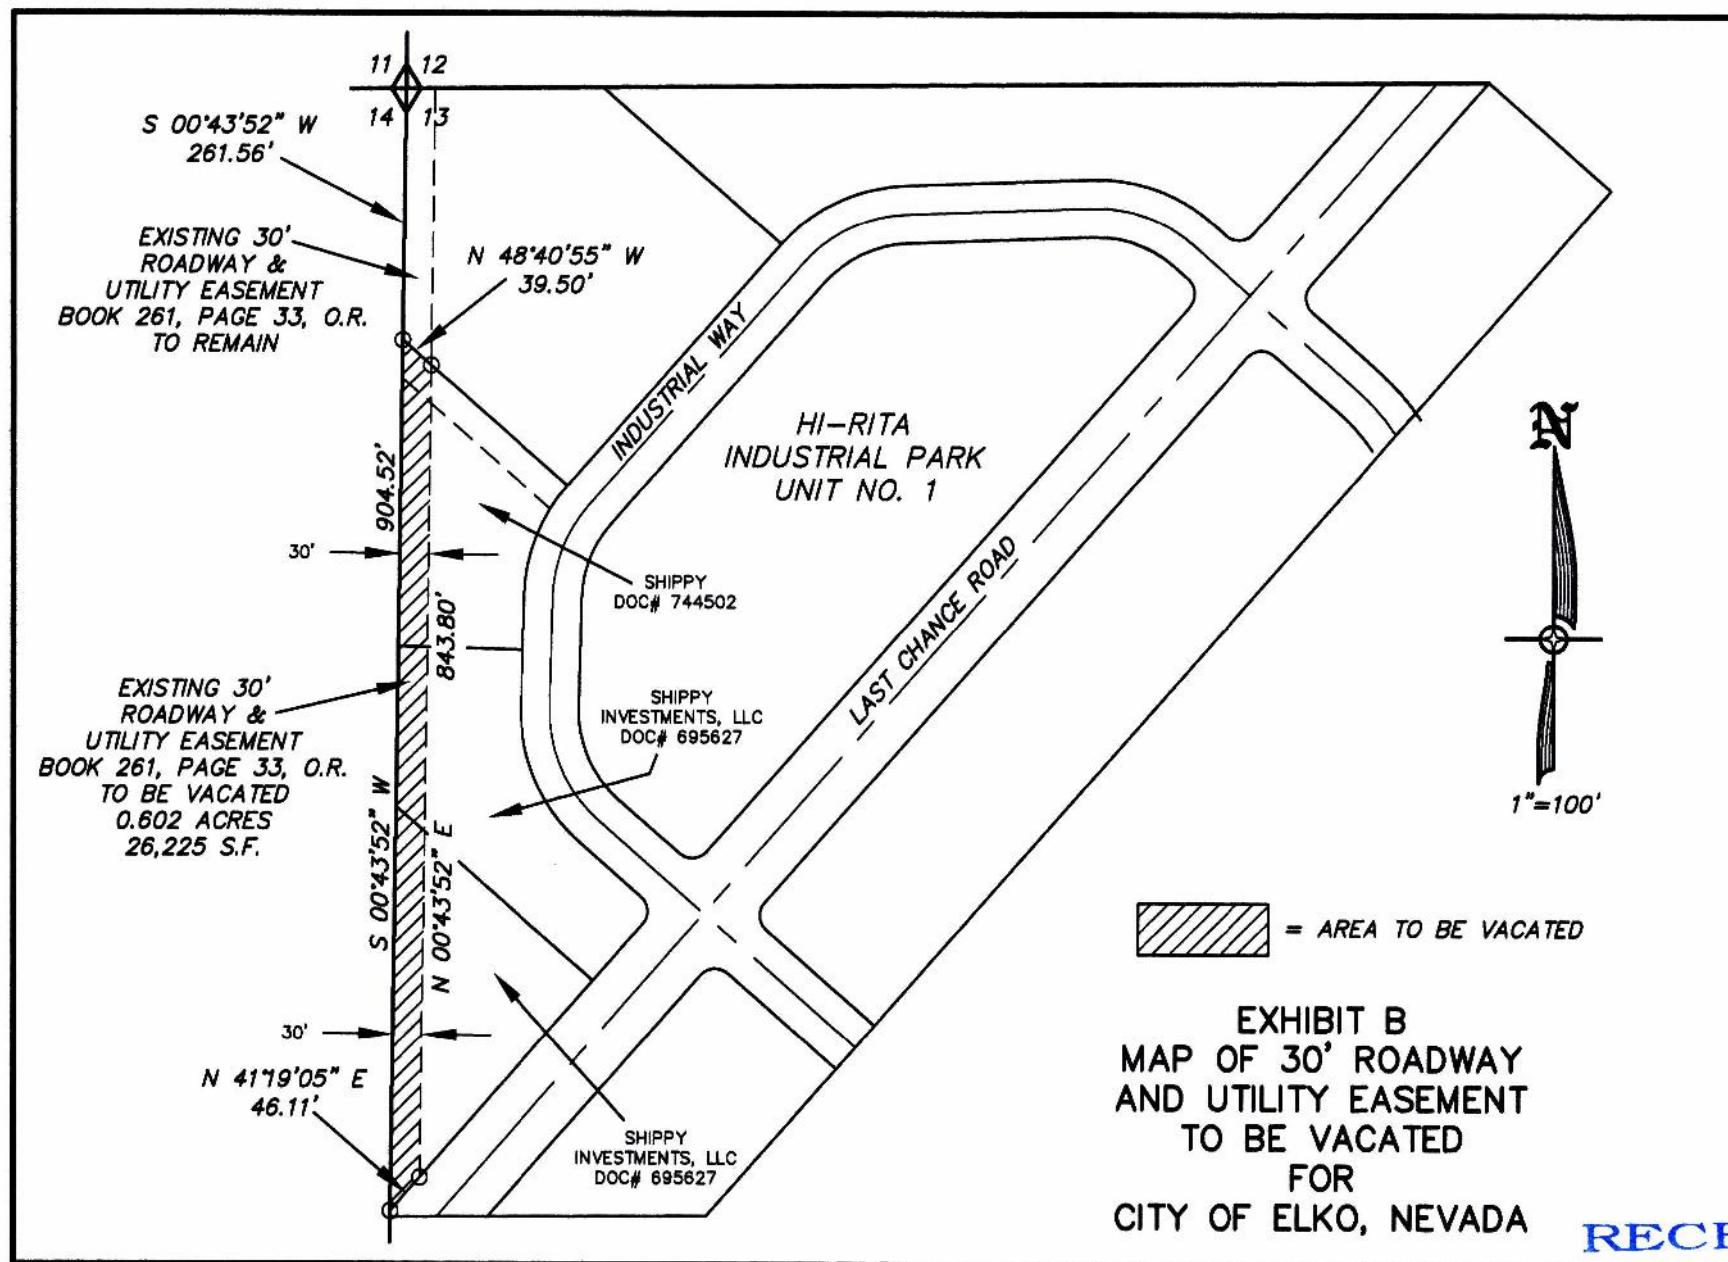 11 12
14 13
S 00°43'52" W
261.56'
EXISTING 30'
ROADWAY &
UTILITY EASEMENT
BOOK 261, PAGE 33, O.R.
TO REMAIN
N 48°40'55" W
39.50'
INDUSTRIAL WAY
HI-RITA
INDUSTRIAL PARK
UNIT NO. 1
N
904.52'
30'
SHIPPY
DOC# 744502
843.80'
LAST CHANCE ROAD
EXISTING 30'
ROADWAY &
UTILITY EASEMENT
BOOK 261, PAGE 33, O.R.
TO BE VACATED
0.602 ACRES
26,225 S.F.
SHIPPY
INVESTMENTS, LLC
DOC# 695627
1"=100'
S 00°43'52" W
N 00°43'52" E
= AREA TO BE VACATED
30'
N 41°19'05" E
46.11'
SHIPPY
INVESTMENTS, LLC
DOC# 695627
EXHIBIT B
MAP OF 30' ROADWAY
AND UTILITY EASEMENT
TO BE VACATED
FOR
CITY OF ELKO, NEVADA